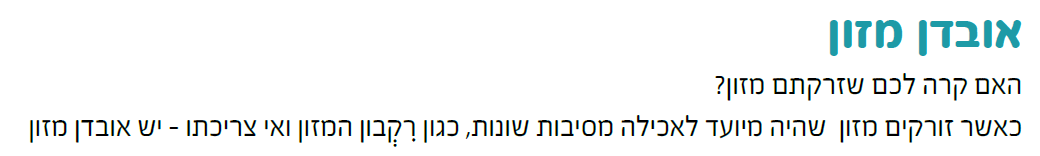 אובדן מזון
האם קרה לכם שזרקתם מזון?
כאשר זורקים מזון  שהיה מיועד לאכילה מסיבות שונות, כגון רִקְבון המזון ואי צריכתו - יש אובדן מזון